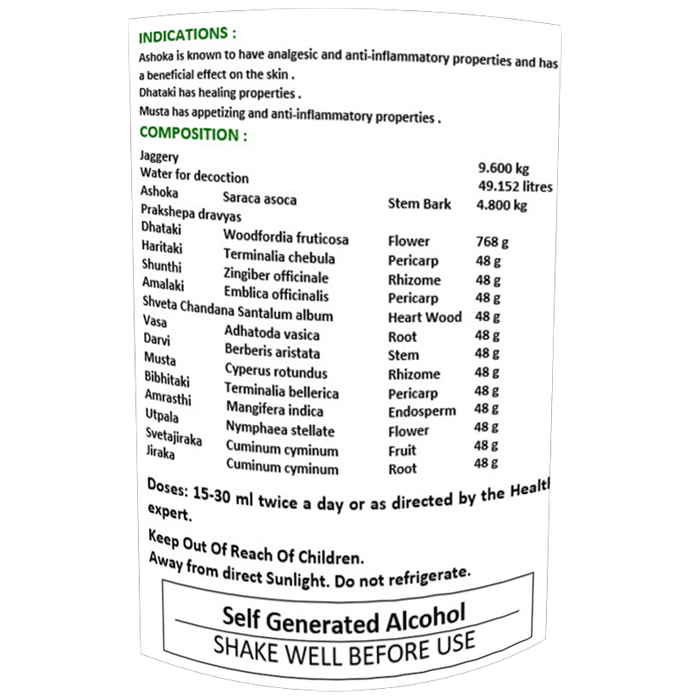 INDICATIONS :
Ashoka is known to have analgesic and anti-inflammatory properties and has
a beneficial effect on the skin .
Dhataki has healing properties .
Musta has appetizing and anti-inflammatory properties .
COMPOSITION :
Jaggery 9.600 kg
Water for decoction 49.152 litres
Ashoka Saraca asoca Stem Bark 4.800 kg
Prakshepa dravyas
Dhataki Woodfordia fruticosa Flower 768 g
Haritaki Terminalia chebula Pericarp 48 g
Shunthi Zingiber officinale Rhizome 48 g
Amalaki Emblica officinalis Pericarp 48 g
Shveta Chandana Santalum album Heart Wood 48 g
Vasa Adhatoda vasica Root 48 g
Darvi Berberis aristata Stem 48 g
Musta Cyperus rotundus Rhizome 48 g
Bibhitaki Terminalia bellerica Pericarp 48 g
Amrasthi Mangifera indica Endosperm 48 g
Utpala Nymphaea stellate Flower 48 g
Svetajiraka Cuminum cyminum Fruit 48 g
Jiraka Cuminum cyminum Root 48 g
Doses: 15-30 ml twice a day or as directed by the Health
expert.
Keep Out Of Reach Of Children.
Away from direct Sunlight. Do not refrigerate.
Self Generated Alcohol
SHAKE WELL BEFORE USE